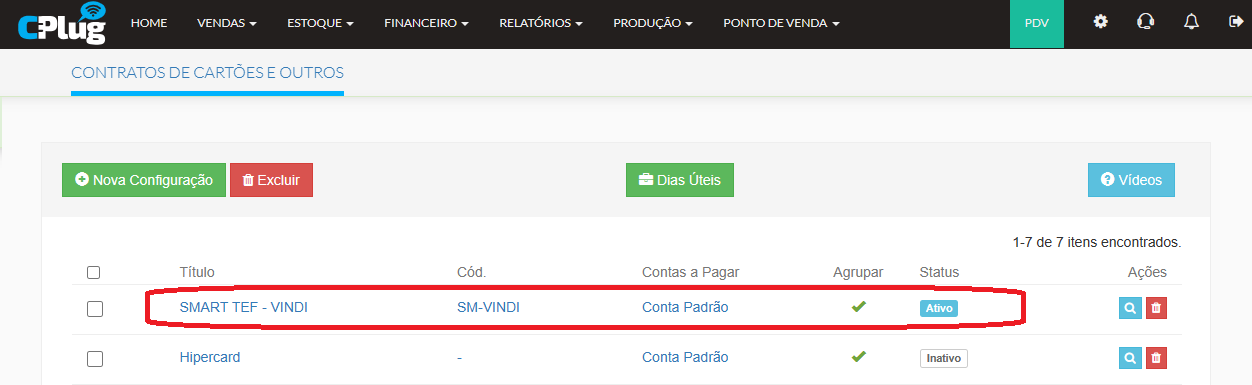 CPlug HOME VENDAS ESTOQUE FINANCEIRO RELATÓRIOS PRODUÇÃO PONTO DE VENDA PDV
CONTRATOS DE CARTÕES E OUTROS
Nova Configuração Excluir Dias Úteis Vídeos
1-7 de 7 itens encontrados.
Título Cód. Contas a Pagar Agrupar Status Ações
SMART TEF - VINDI SM-VINDI Conta Padrão Ativo
Hipercard - Conta Padrão Inativo